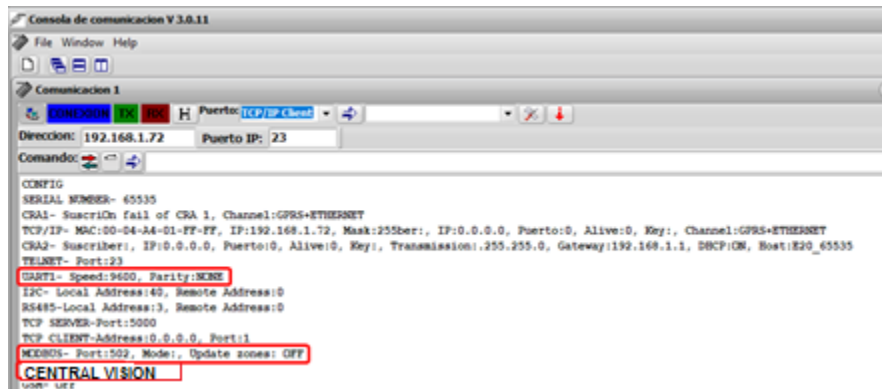 Consola de comunicacion V 3.0.11
File Window Help
Comunicacion 1
CONEXION TX RX H Puerto: TCP/IP Client
Direccion: 192.168.1.72 Puerto IP: 23
Comando:
CONFIG
SERIAL NUMBER- 65535
CRA1- SuscriOn fail of CRA 1, Channel:GPRS+ETHERNET
TCP/IP- MAC:00-04-A4-01-FF-FF, IP:192.168.1.72, Mask:255ber:, IP:0.0.0.0, Puerto:0, Alive:0, Key:, Channel:GPRS+ETHERNET
CRA2- Suscriber:, IP:0.0.0.0, Puerto:0, Alive:0, Key:, Transmission:.255.255.0, Gateway:192.168.1.1, DHCP:ON, Host:E20_65535
TELNET- Port:23
UART1- Speed:9600, Parity:NONE
I2C- Local Address:40, Remote Address:0
RS485-Local Address:3, Remote Address:0
TCP SERVER-Port:5000
TCP CLIENT-Address:0.0.0.0, Port:1
MODBUS- Port:502, Mode:, Update zones: OFF
CENTRAL VISION
GSM- OFF